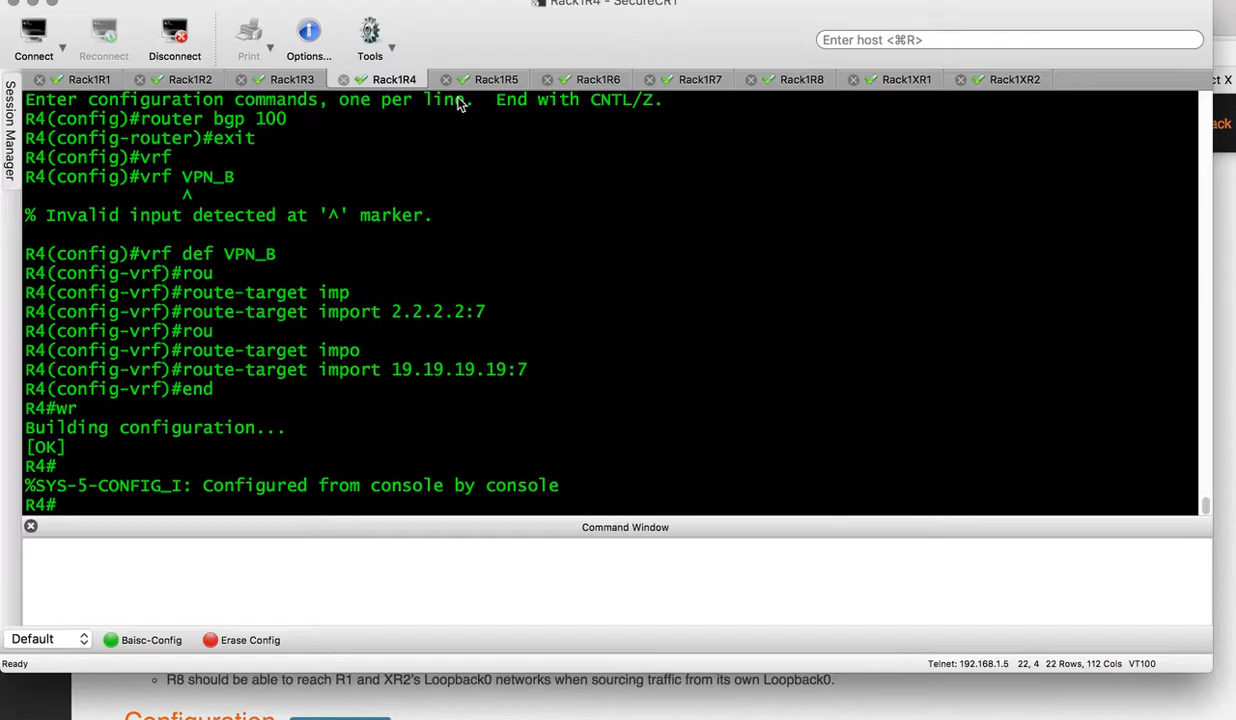 Rack1R4 - SecureCRT
Connect
Reconnect
Disconnect
Print
Options...
Tools
Enter host <⌘R>
Rack1R1
Rack1R2
Rack1R3
Rack1R4
Rack1R5
Rack1R6
Rack1R7
Rack1R8
Rack1XR1
Rack1XR2
ct X
ack
Session Manager
Enter configuration commands, one per line. End with CNTL/Z.
R4(config)#router bgp 100
R4(config-router)#exit
R4(config)#vrf
R4(config)#vrf VPN_B
^
% Invalid input detected at '^' marker.
R4(config)#vrf def VPN_B
R4(config-vrf)#rou
R4(config-vrf)#route-target imp
R4(config-vrf)#route-target import 2.2.2.2:7
R4(config-vrf)#rou
R4(config-vrf)#route-target impo
R4(config-vrf)#route-target import 19.19.19.19:7
R4(config-vrf)#end
R4#wr
Building configuration...
[OK]
R4#
%SYS-5-CONFIG_I: Configured from console by console
R4#
Command Window
Default
Baisc-Config
Erase Config
Ready
Telnet: 192.168.1.5 22, 4 22 Rows, 112 Cols VT100
R8 should be able to reach R1 and XR2's Loopback0 networks when sourcing traffic from its own Loopback0.
Configuration